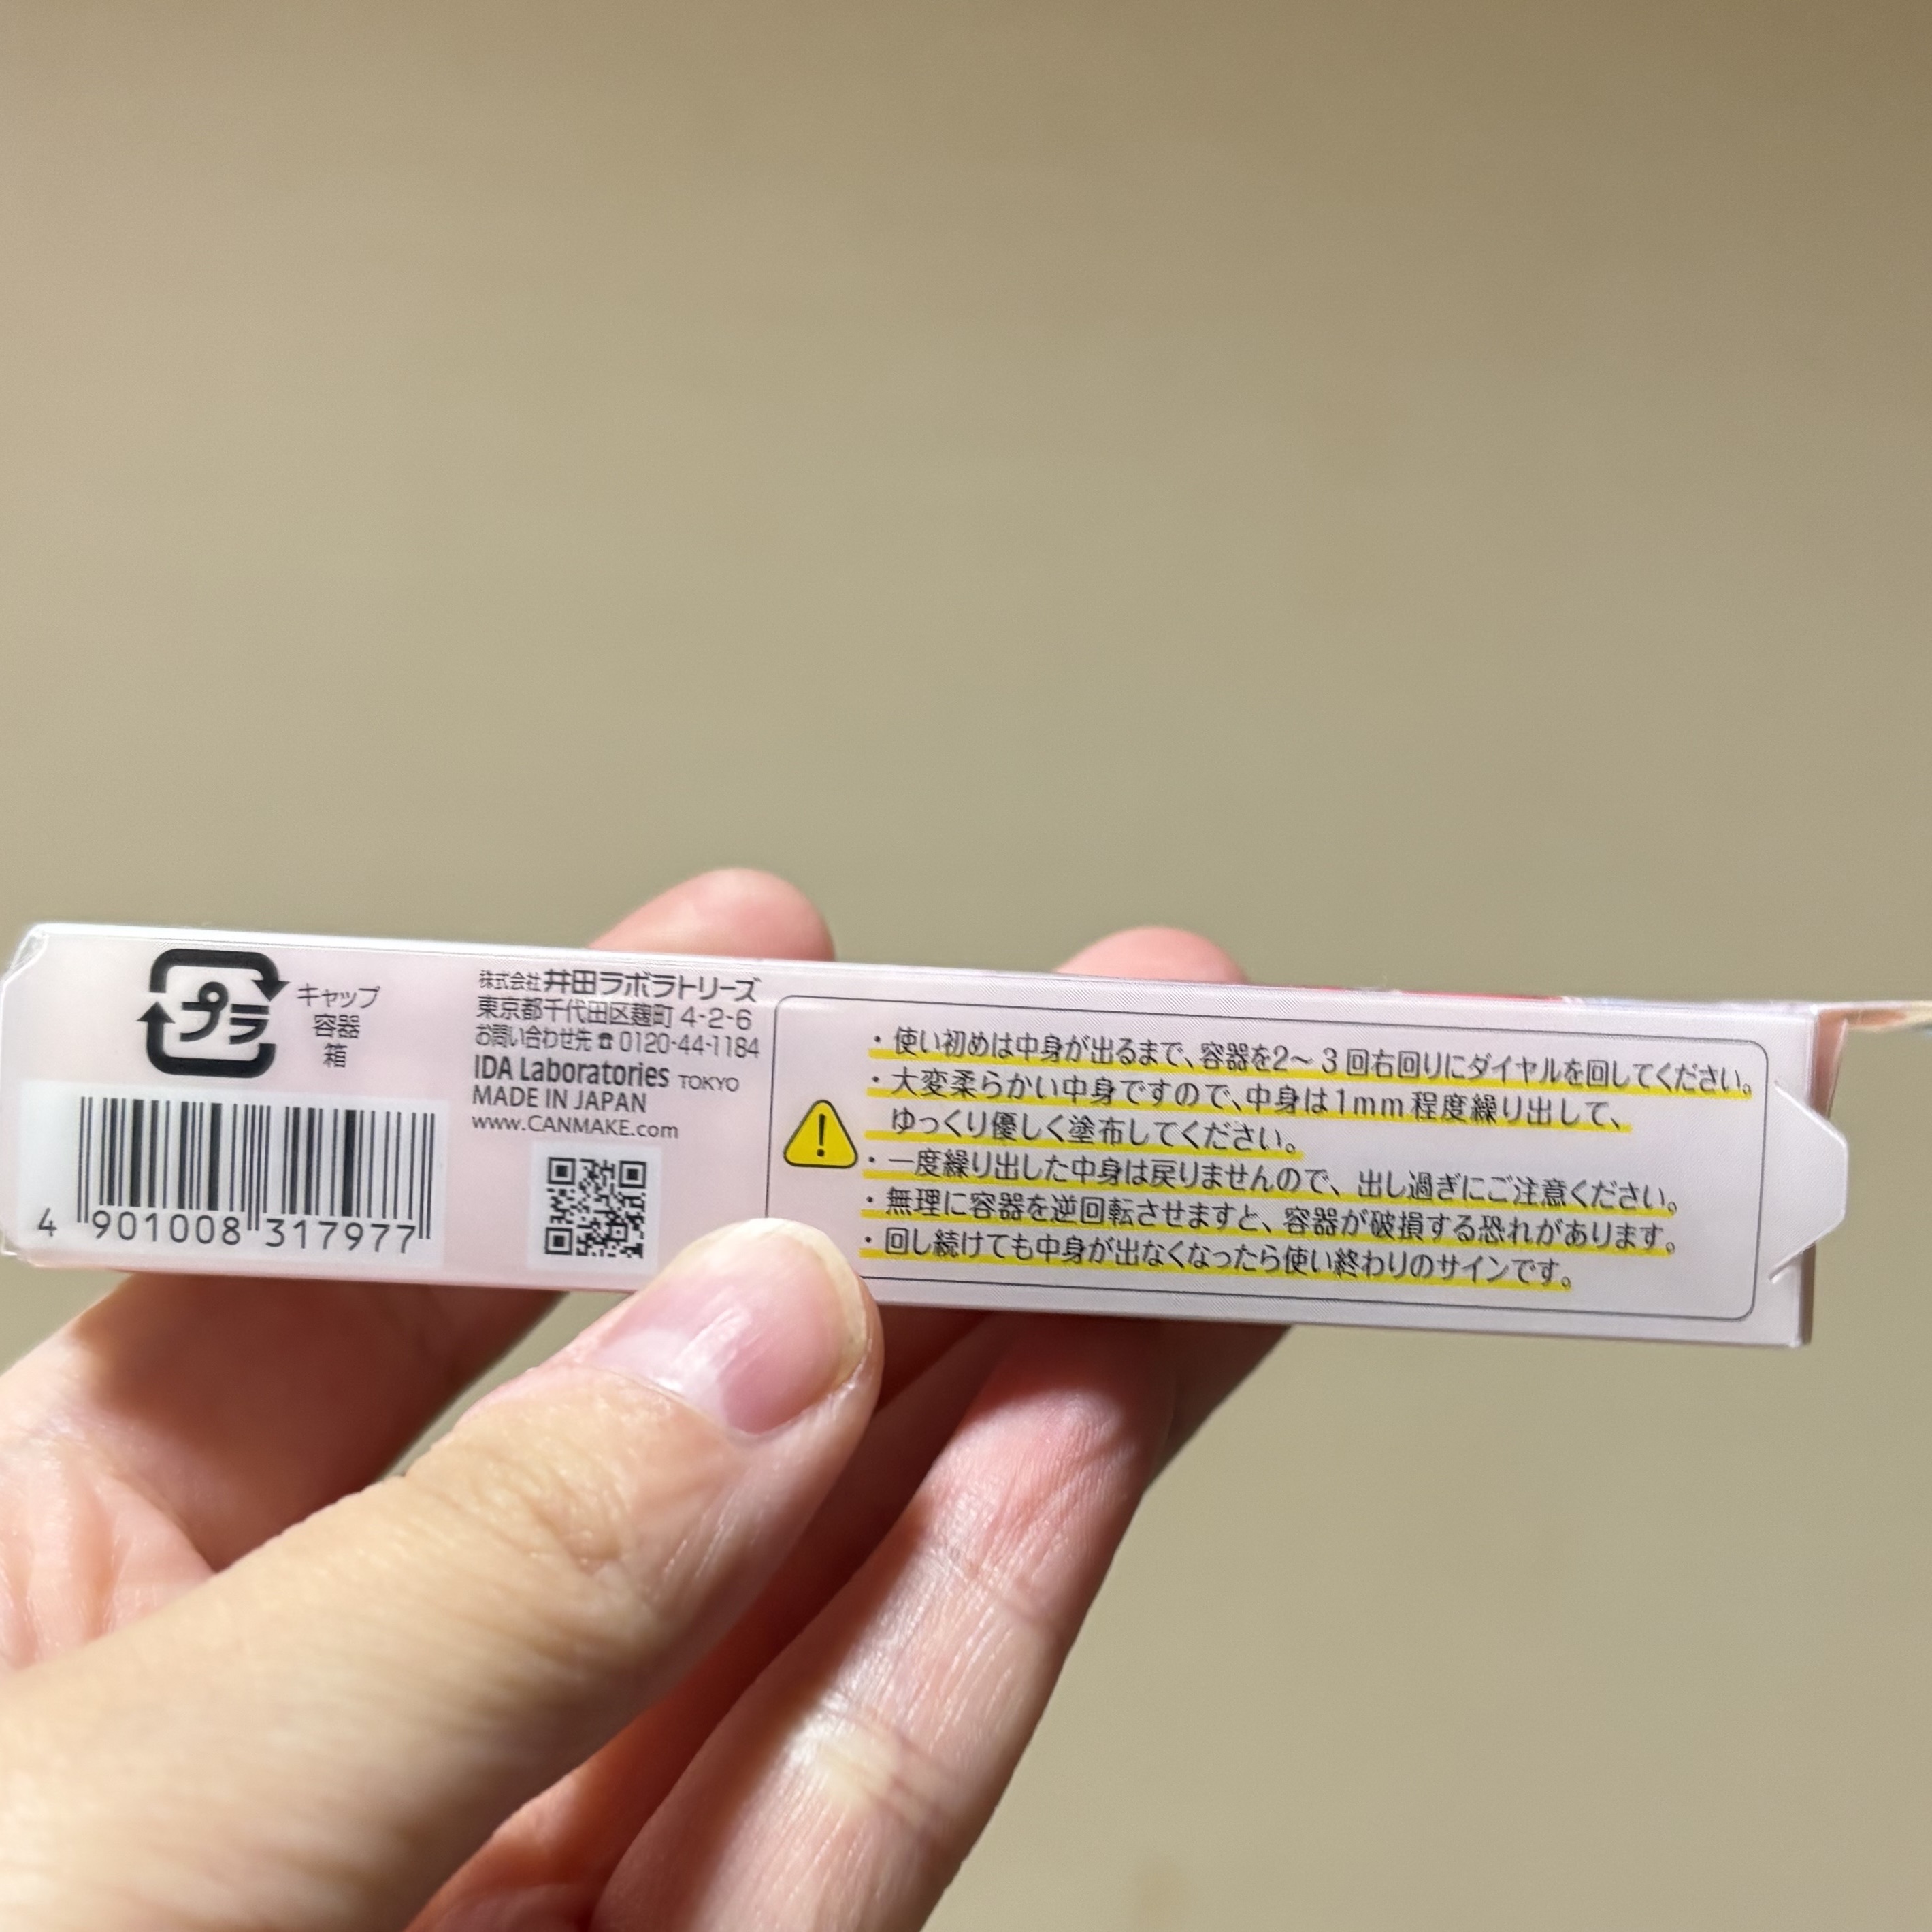 プラ
キャップ
容器
箱
4 901008 317977
株式会社井田ラボラトリーズ
東京都千代田区麹町 4-2-6
お問い合わせ先☎0120-44-1184
IDA Laboratories TOKYO
MADE IN JAPAN
www.CANMAKE.com
・使い初めは中身が出るまで、容器を2～3回右回りにダイヤルを回してください。
・大変柔らかい中身ですので、中身は1mm程度繰り出して、
ゆっくり優しく塗布してください。
・一度繰り出した中身は戻りませんので、出し過ぎにご注意ください。
・無理に容器を逆回転させますと、容器が破損する恐れがあります。
・回し続けても中身が出なくなったら使い終わりのサインです。